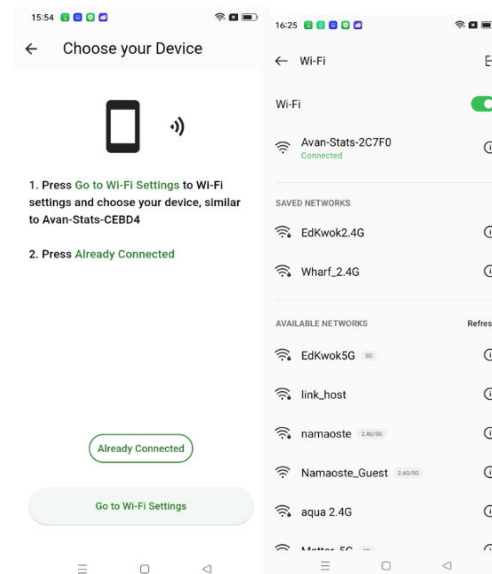 15:54
Choose your Device
1. Press Go to Wi-Fi Settings to Wi-Fi
settings and choose your device, similar
to Avan-Stats-CEBD4
2. Press Already Connected
Already Connected
Go to Wi-Fi Settings
16:25
Wi-Fi
Wi-Fi
Avan-Stats-2C7F0
Connected
SAVED NETWORKS
EdKwok2.4G
Wharf_2.4G
AVAILABLE NETWORKS Refres
EdKwok5G 5G
link_host
namaoste 2.4G/5G
Namaoste_Guest 2.4G/5G
aqua 2.4G